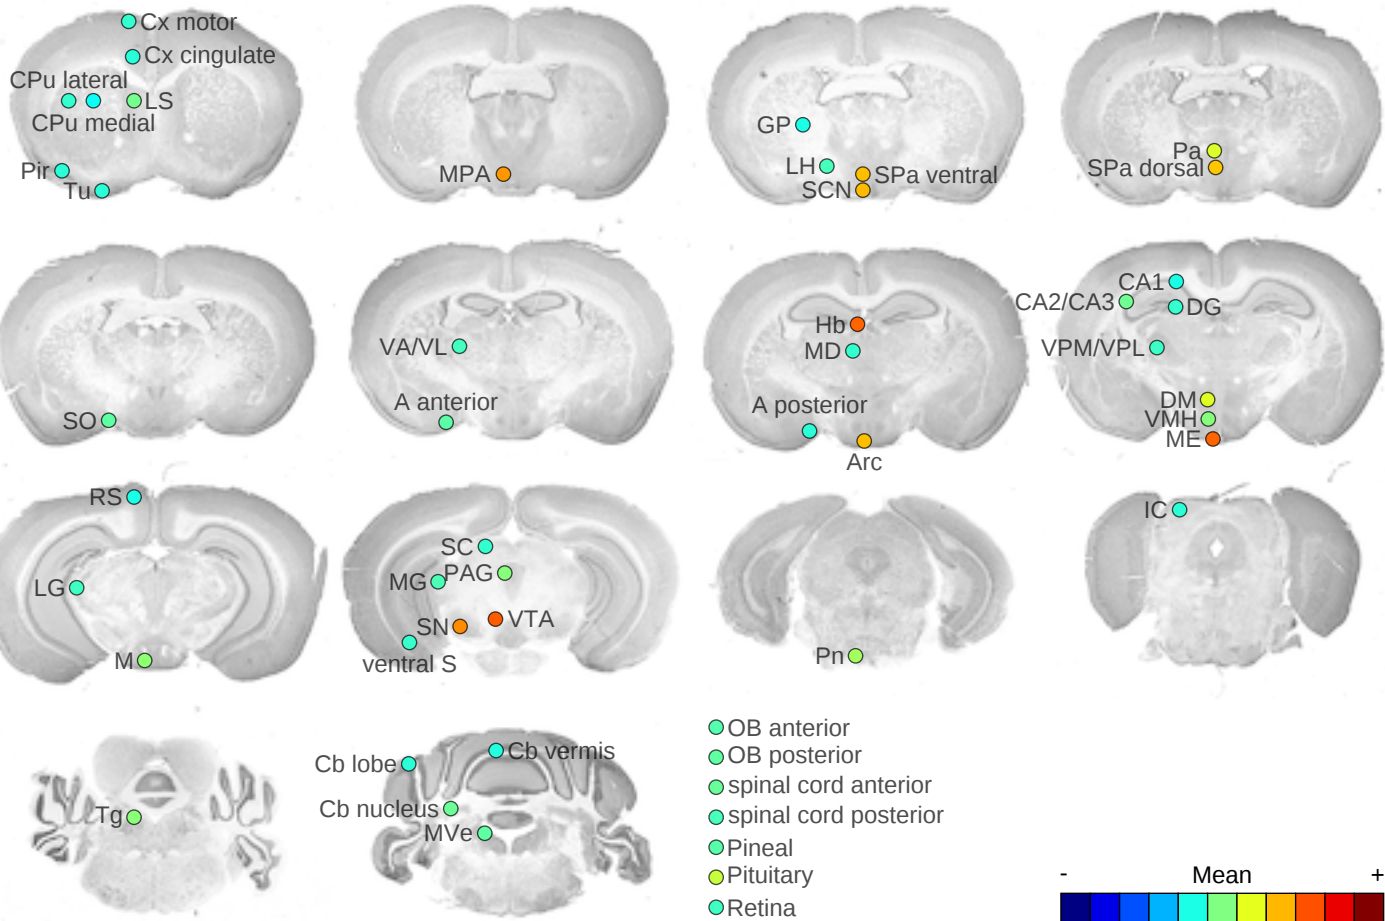 Cx motor
Cx cingulate
CPu lateral
LS
CPu medial
Pir
Tu
MPA
GP
LH
SPa ventral
SCN
Pa
SPa dorsal
SO
VA/VL
A anterior
Hb
MD
A posterior
Arc
CA1
CA2/CA3
DG
VPM/VPL
DM
VMH
ME
RS
LG
M
SC
MG
PAG
SN
VTA
ventral S
Pn
IC
Tg
Cb lobe
Cb vermis
Cb nucleus
MVe
OB anterior
OB posterior
spinal cord anterior
spinal cord posterior
Pineal
Pituitary
Retina
- Mean +